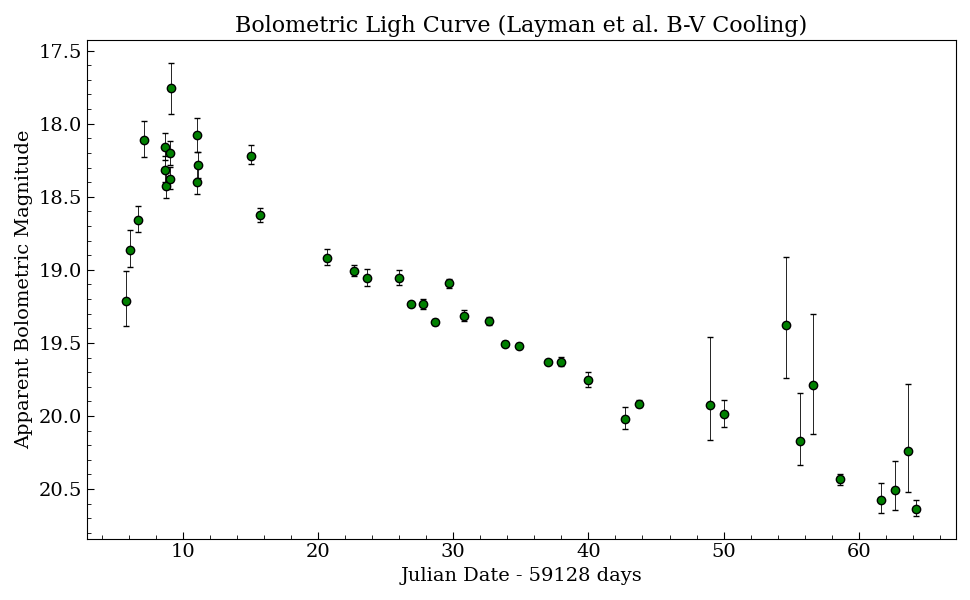 Bolometric Ligh Curve (Layman et al. B-V Cooling)
17.5
18.0
18.5
19.0
19.5
20.0
20.5
Apparent Bolometric Magnitude
10 20 30 40 50 60
Julian Date - 59128 days